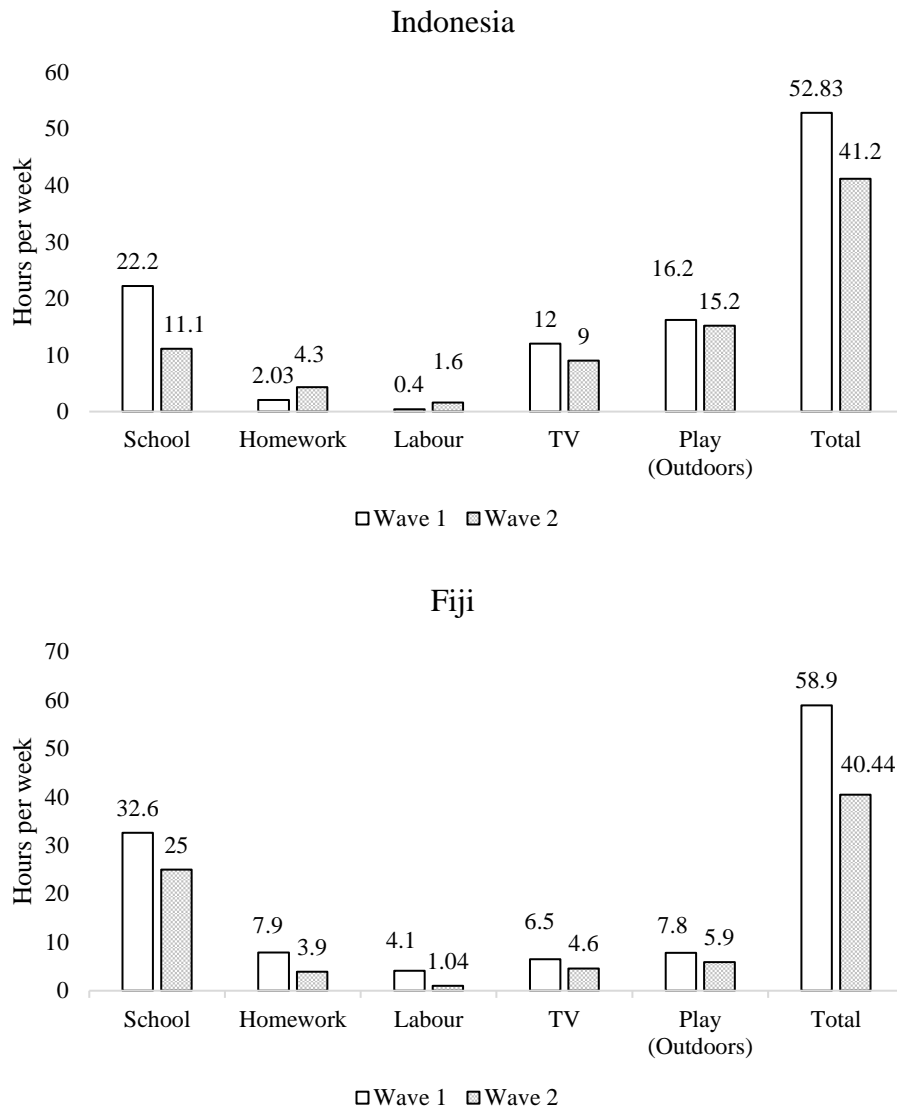 Indonesia
Hours per week
60
50
40
30
20
10
0
22.2
11.1
2.03
4.3
0.4
1.6
12
9
16.2
15.2
52.83
41.2
School
Homework
Labour
TV
Play
(Outdoors)
Total
Wave 1
Wave 2
Fiji
Hours per week
70
60
50
40
30
20
10
0
32.6
25
7.9
3.9
4.1
1.04
6.5
4.6
7.8
5.9
58.9
40.44
School
Homework
Labour
TV
Play
(Outdoors)
Total
Wave 1
Wave 2